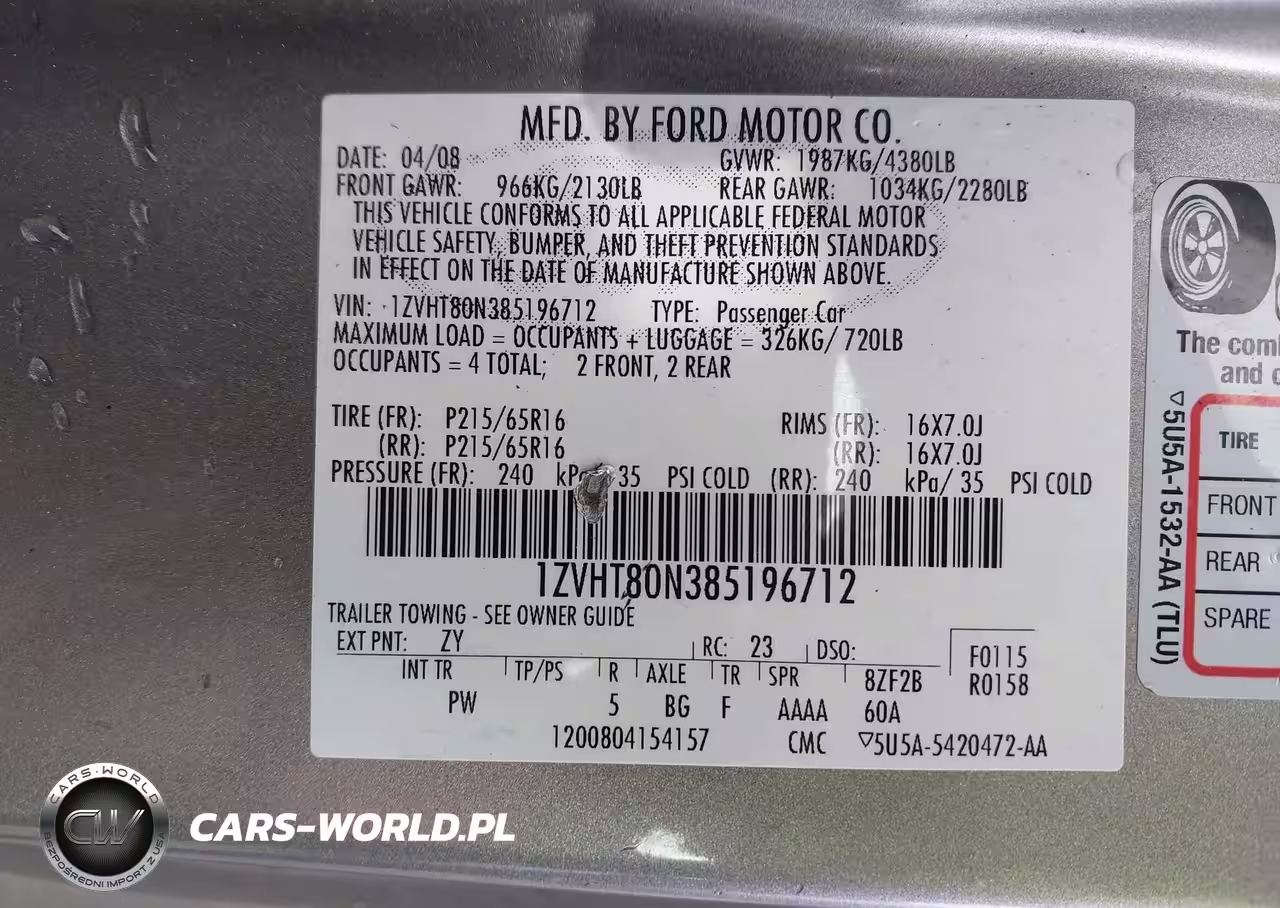 MFD. BY FORD MOTOR CO.
DATE: 04/08 GVWR: 1987KG/4380LB
FRONT GAWR: 966KG/2130LB REAR GAWR: 1034KG/2280LB
THIS VEHICLE CONFORMS TO ALL APPLICABLE FEDERAL MOTOR
VEHICLE SAFETY, BUMPER, AND THEFT PREVENTION STANDARDS
IN EFFECT ON THE DATE OF MANUFACTURE SHOWN ABOVE.
VIN: 1ZVHT80N385196712 TYPE: Passenger Car
MAXIMUM LOAD = OCCUPANTS + LUGGAGE = 326KG/ 720LB
OCCUPANTS = 4 TOTAL; 2 FRONT, 2 REAR
TIRE (FR): P215/65R16 RIMS (FR): 16X7.0J
(RR): P215/65R16 (RR): 16X7.0J
PRESSURE (FR): 240 kPa/ 35 PSI COLD (RR): 240 kPa/ 35 PSI COLD
1ZVHT80N385196712
TRAILER TOWING - SEE OWNER GUIDE
EXT PNT: ZY RC: 23 DSO: F0115
INT TR TP/PS R AXLE TR SPR 8ZF2B R0158
PW 5 BG F AAAA 60A
1200804154157 CMC ▽5U5A-5420472-AA
The com
and
▽5U5A-1532-AA (TLU)
TIRE
FRONT
REAR
SPARE
CARS-WORLD
CW
BEZPOŚREDNI IMPORT Z USA
CARS-WORLD.PL